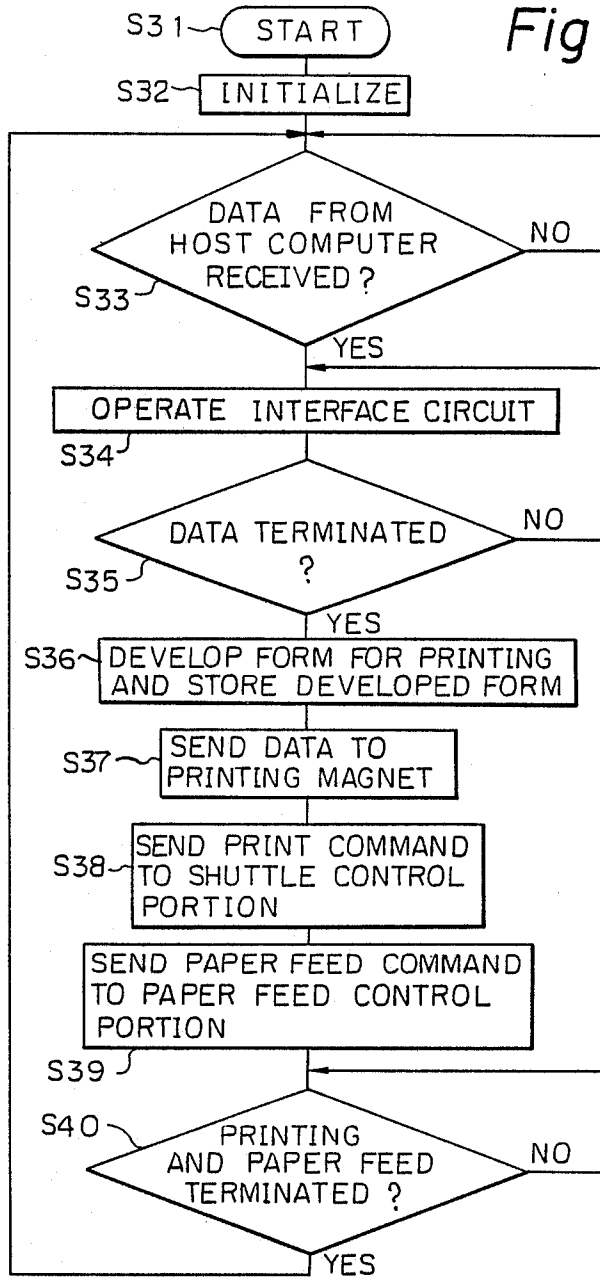 Fig
S31
START
S32
INITIALIZE
DATA FROM
HOST COMPUTER
RECEIVED?
NO
S33
YES
OPERATE INTERFACE CIRCUIT
S34
DATA TERMINATED
?
NO
S35
YES
S36
DEVELOP FORM FOR PRINTING
AND STORE DEVELOPED FORM
S37
SEND DATA TO
PRINTING MAGNET
S38
SEND PRINT COMMAND
TO SHUTTLE CONTROL
PORTION
SEND PAPER FEED COMMAND
TO PAPER FEED CONTROL
PORTION
S39
S40
PRINTING
AND PAPER FEED
TERMINATED ?
NO
YES